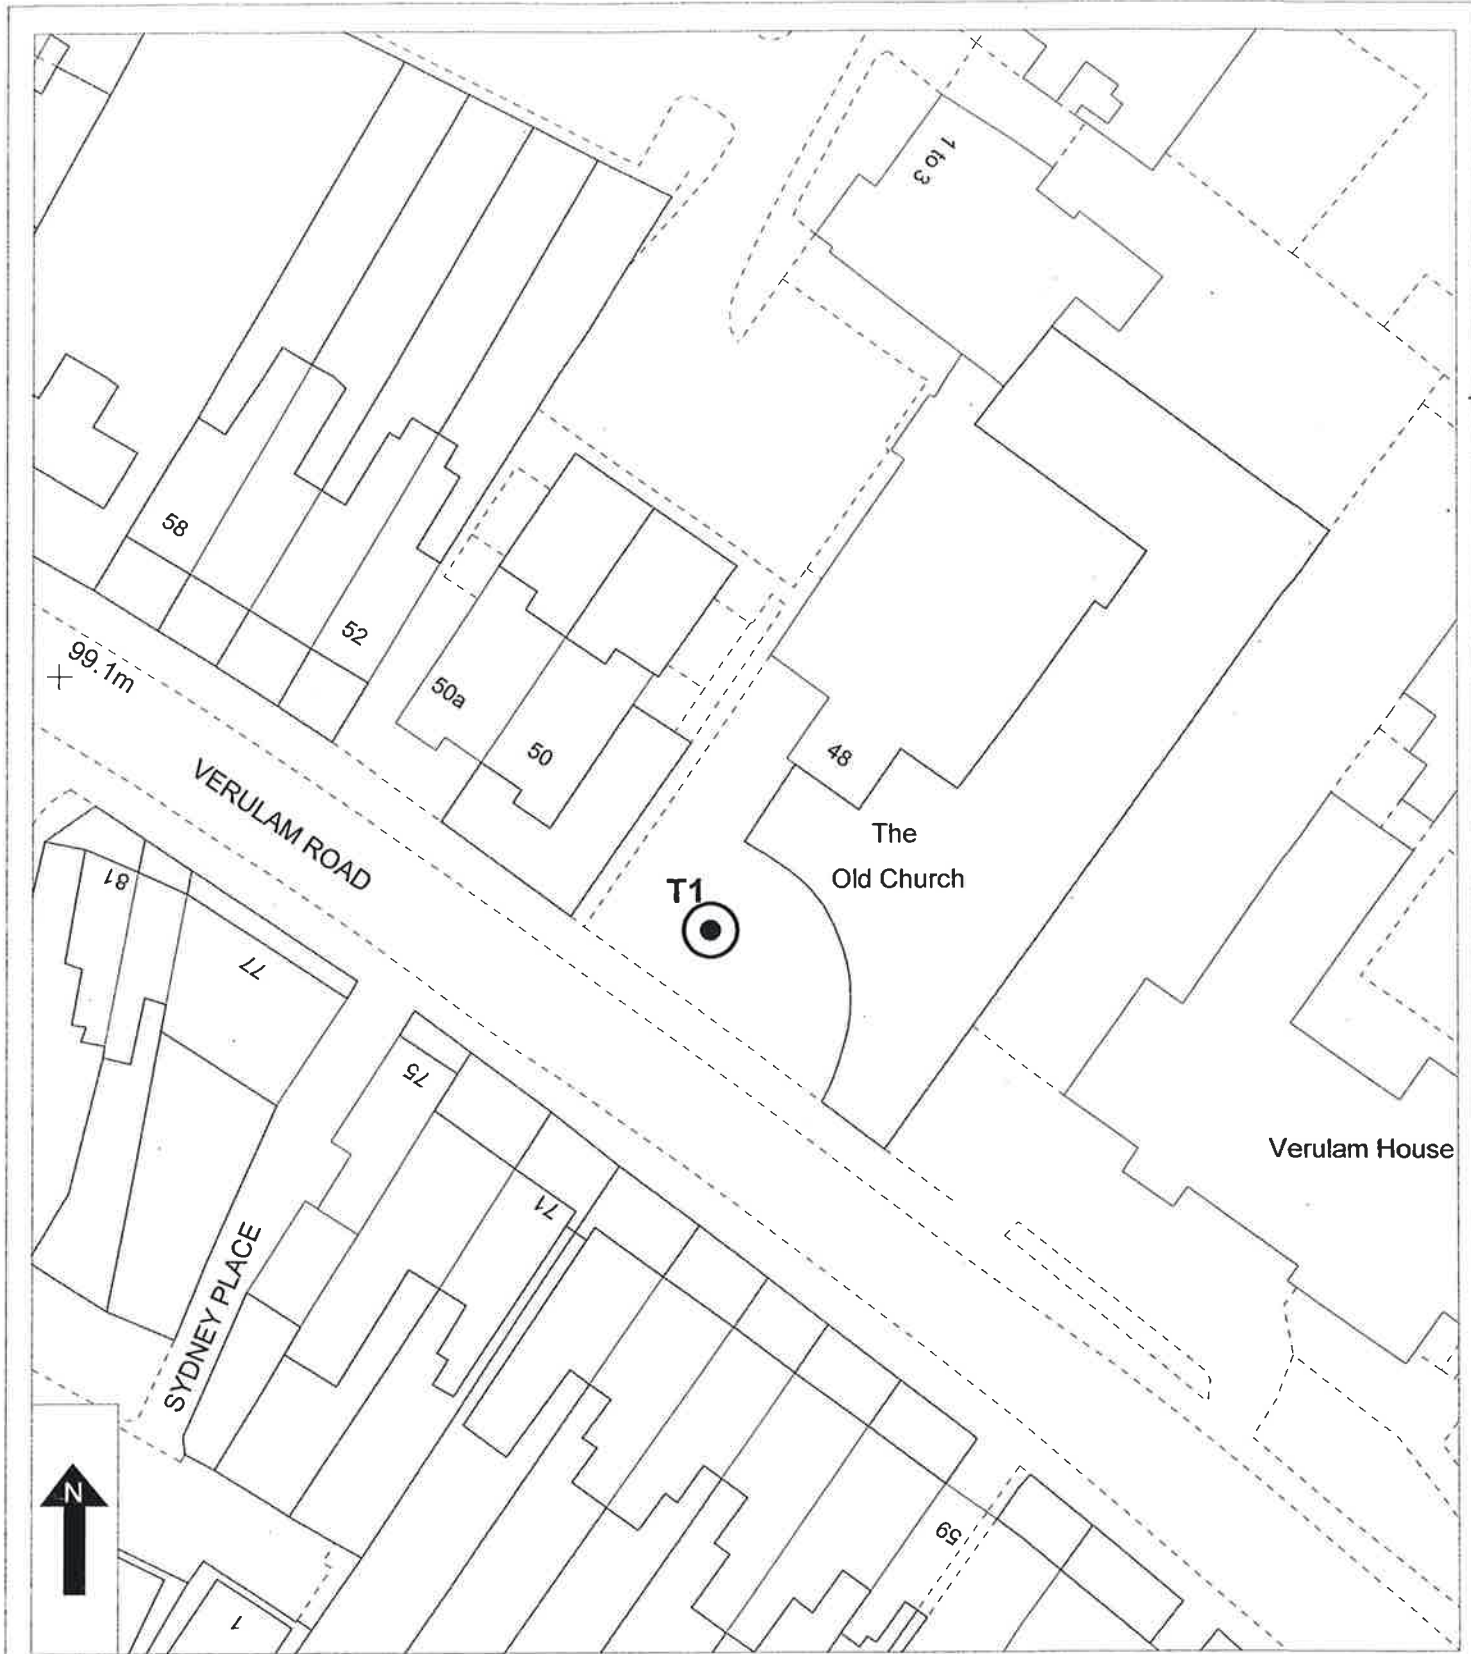 1 to 3
58
52
99.1m
50a
50
48
VERULAM ROAD
The
Old Church
81
T1
77
75
Verulam House
71
SYDNEY PLACE
N
59
1